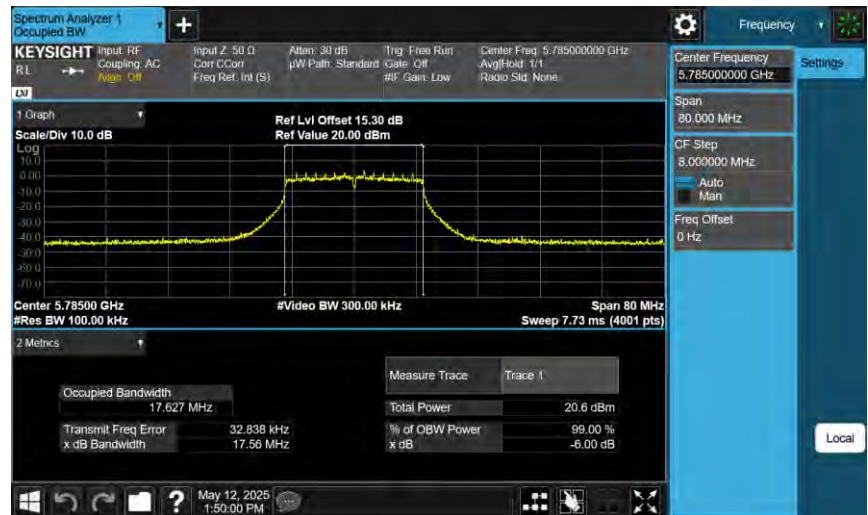 Spectrum Analyzer 1
Occupied BW
+
Frequency
KEYSIGHT
RL
LXI
Input: RF
Coupling: AC
Align: Off
Input Z: 50 Ω
Corr CCorr
Freq Ref: Int (S)
Atten: 30 dB
µW Path: Standard
Trig: Free Run
Gate: Off
#IF Gain: Low
Center Freq: 5.785000000 GHz
Avg|Hold: 1/1
Radio Std: None
Center Frequency
5.785000000 GHz
Settings
Span
80.000 MHz
CF Step
8.000000 MHz
Auto
Man
Freq Offset
0 Hz
Local
1 Graph
Scale/Div 10.0 dB
Ref Lvl Offset 15.30 dB
Ref Value 20.00 dBm
Log
10.0
0.00
-10.0
-20.0
-30.0
-40.0
-50.0
-60.0
-70.0
Center 5.78500 GHz
#Video BW 300.00 kHz
Span 80 MHz
#Res BW 100.00 kHz
Sweep 7.73 ms (4001 pts)
2 Metrics
Measure Trace Trace 1
Occupied Bandwidth
17.627 MHz
Total Power 20.6 dBm
Transmit Freq Error 32.838 kHz
% of OBW Power 99.00 %
x dB Bandwidth 17.56 MHz
x dB -6.00 dB
?
May 12, 2025
1:50:00 PM